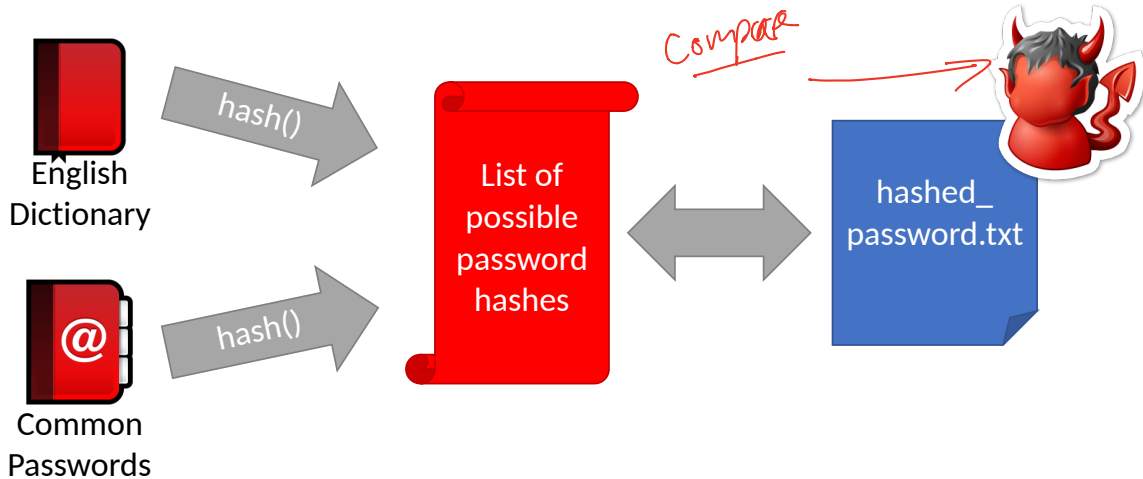 Compare
English
Dictionary
hash()
List of
possible
password
hashes
hashed_
password.txt
@
hash()
Common
Passwords